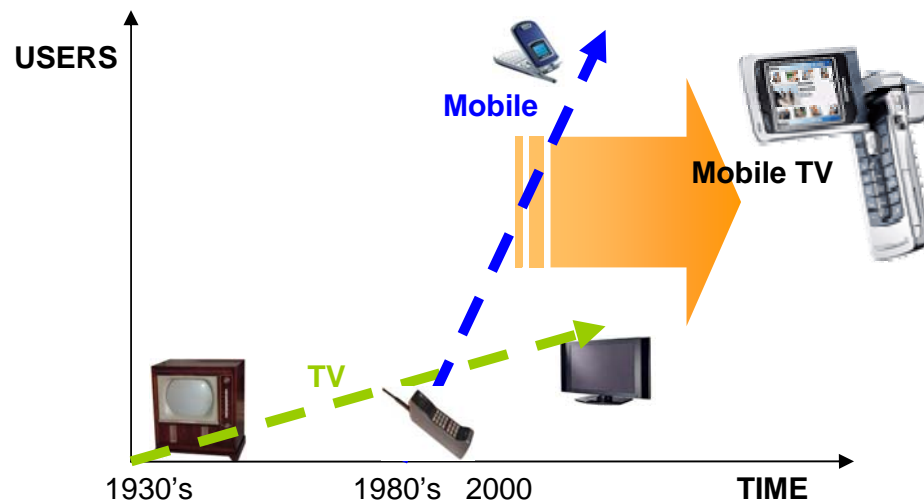 USERS
Mobile
Mobile TV
TV
1930's 1980's 2000 TIME